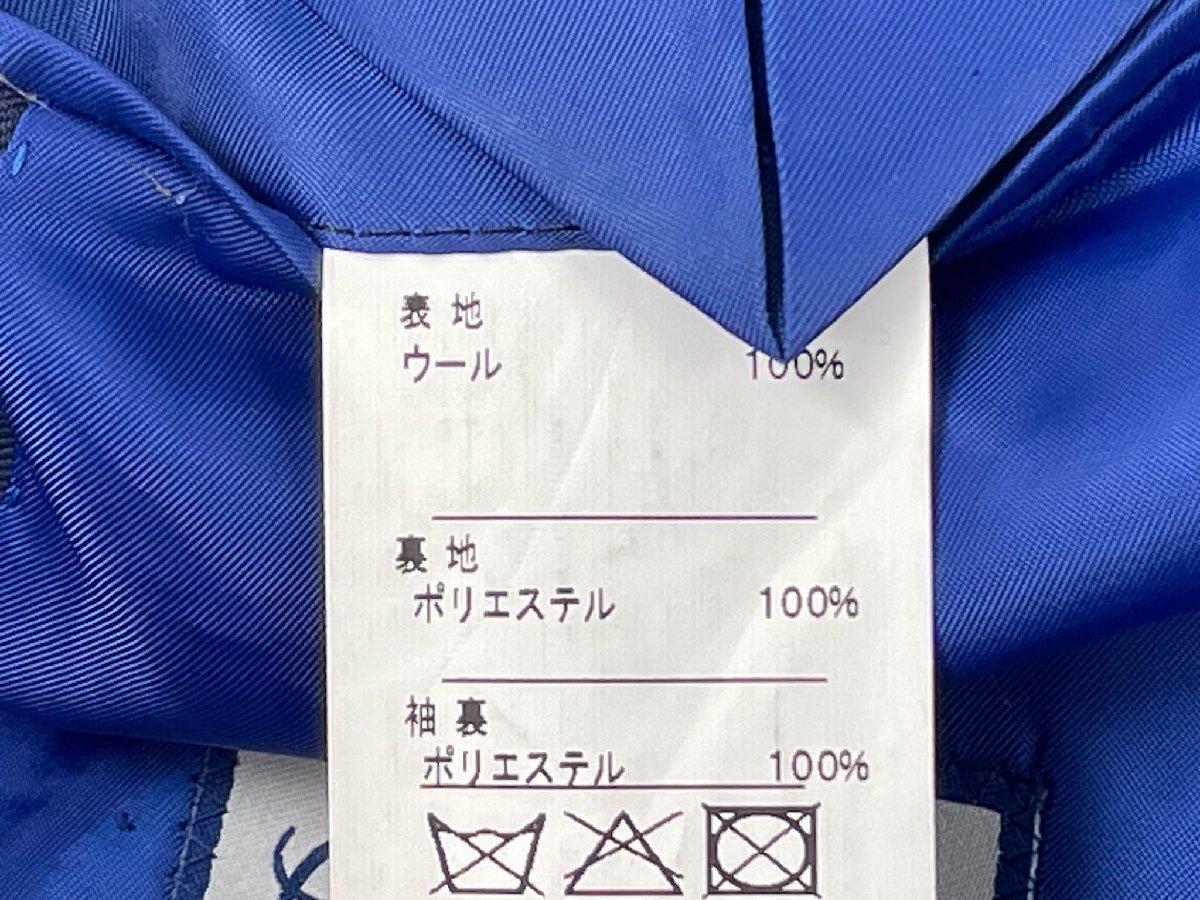 表地
ウール 100%
裏地
ポリエステル 100%
袖裏
ポリエステル 100%